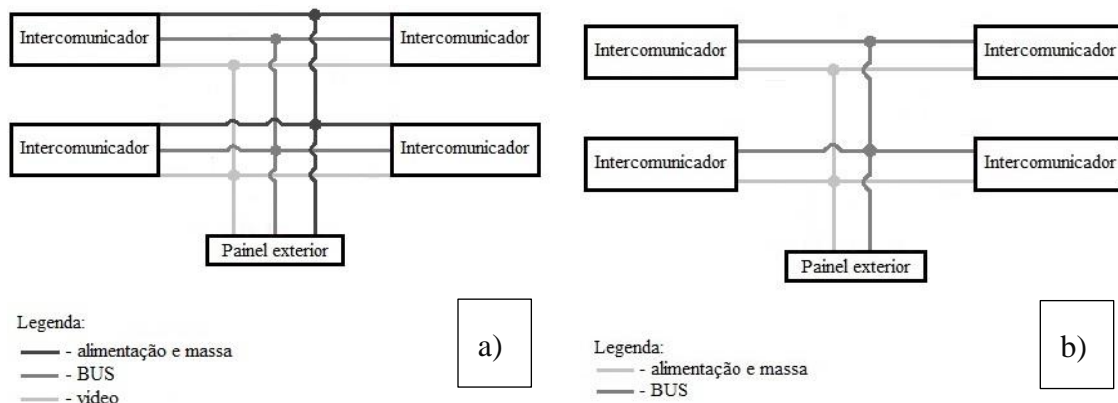 Intercomunicador
Intercomunicador
Intercomunicador
Intercomunicador
Painel exterior
Legenda:
- alimentação e massa
- BUS
- video
a)
Intercomunicador
Intercomunicador
Intercomunicador
Intercomunicador
Painel exterior
Legenda:
- alimentação e massa
- BUS
b)